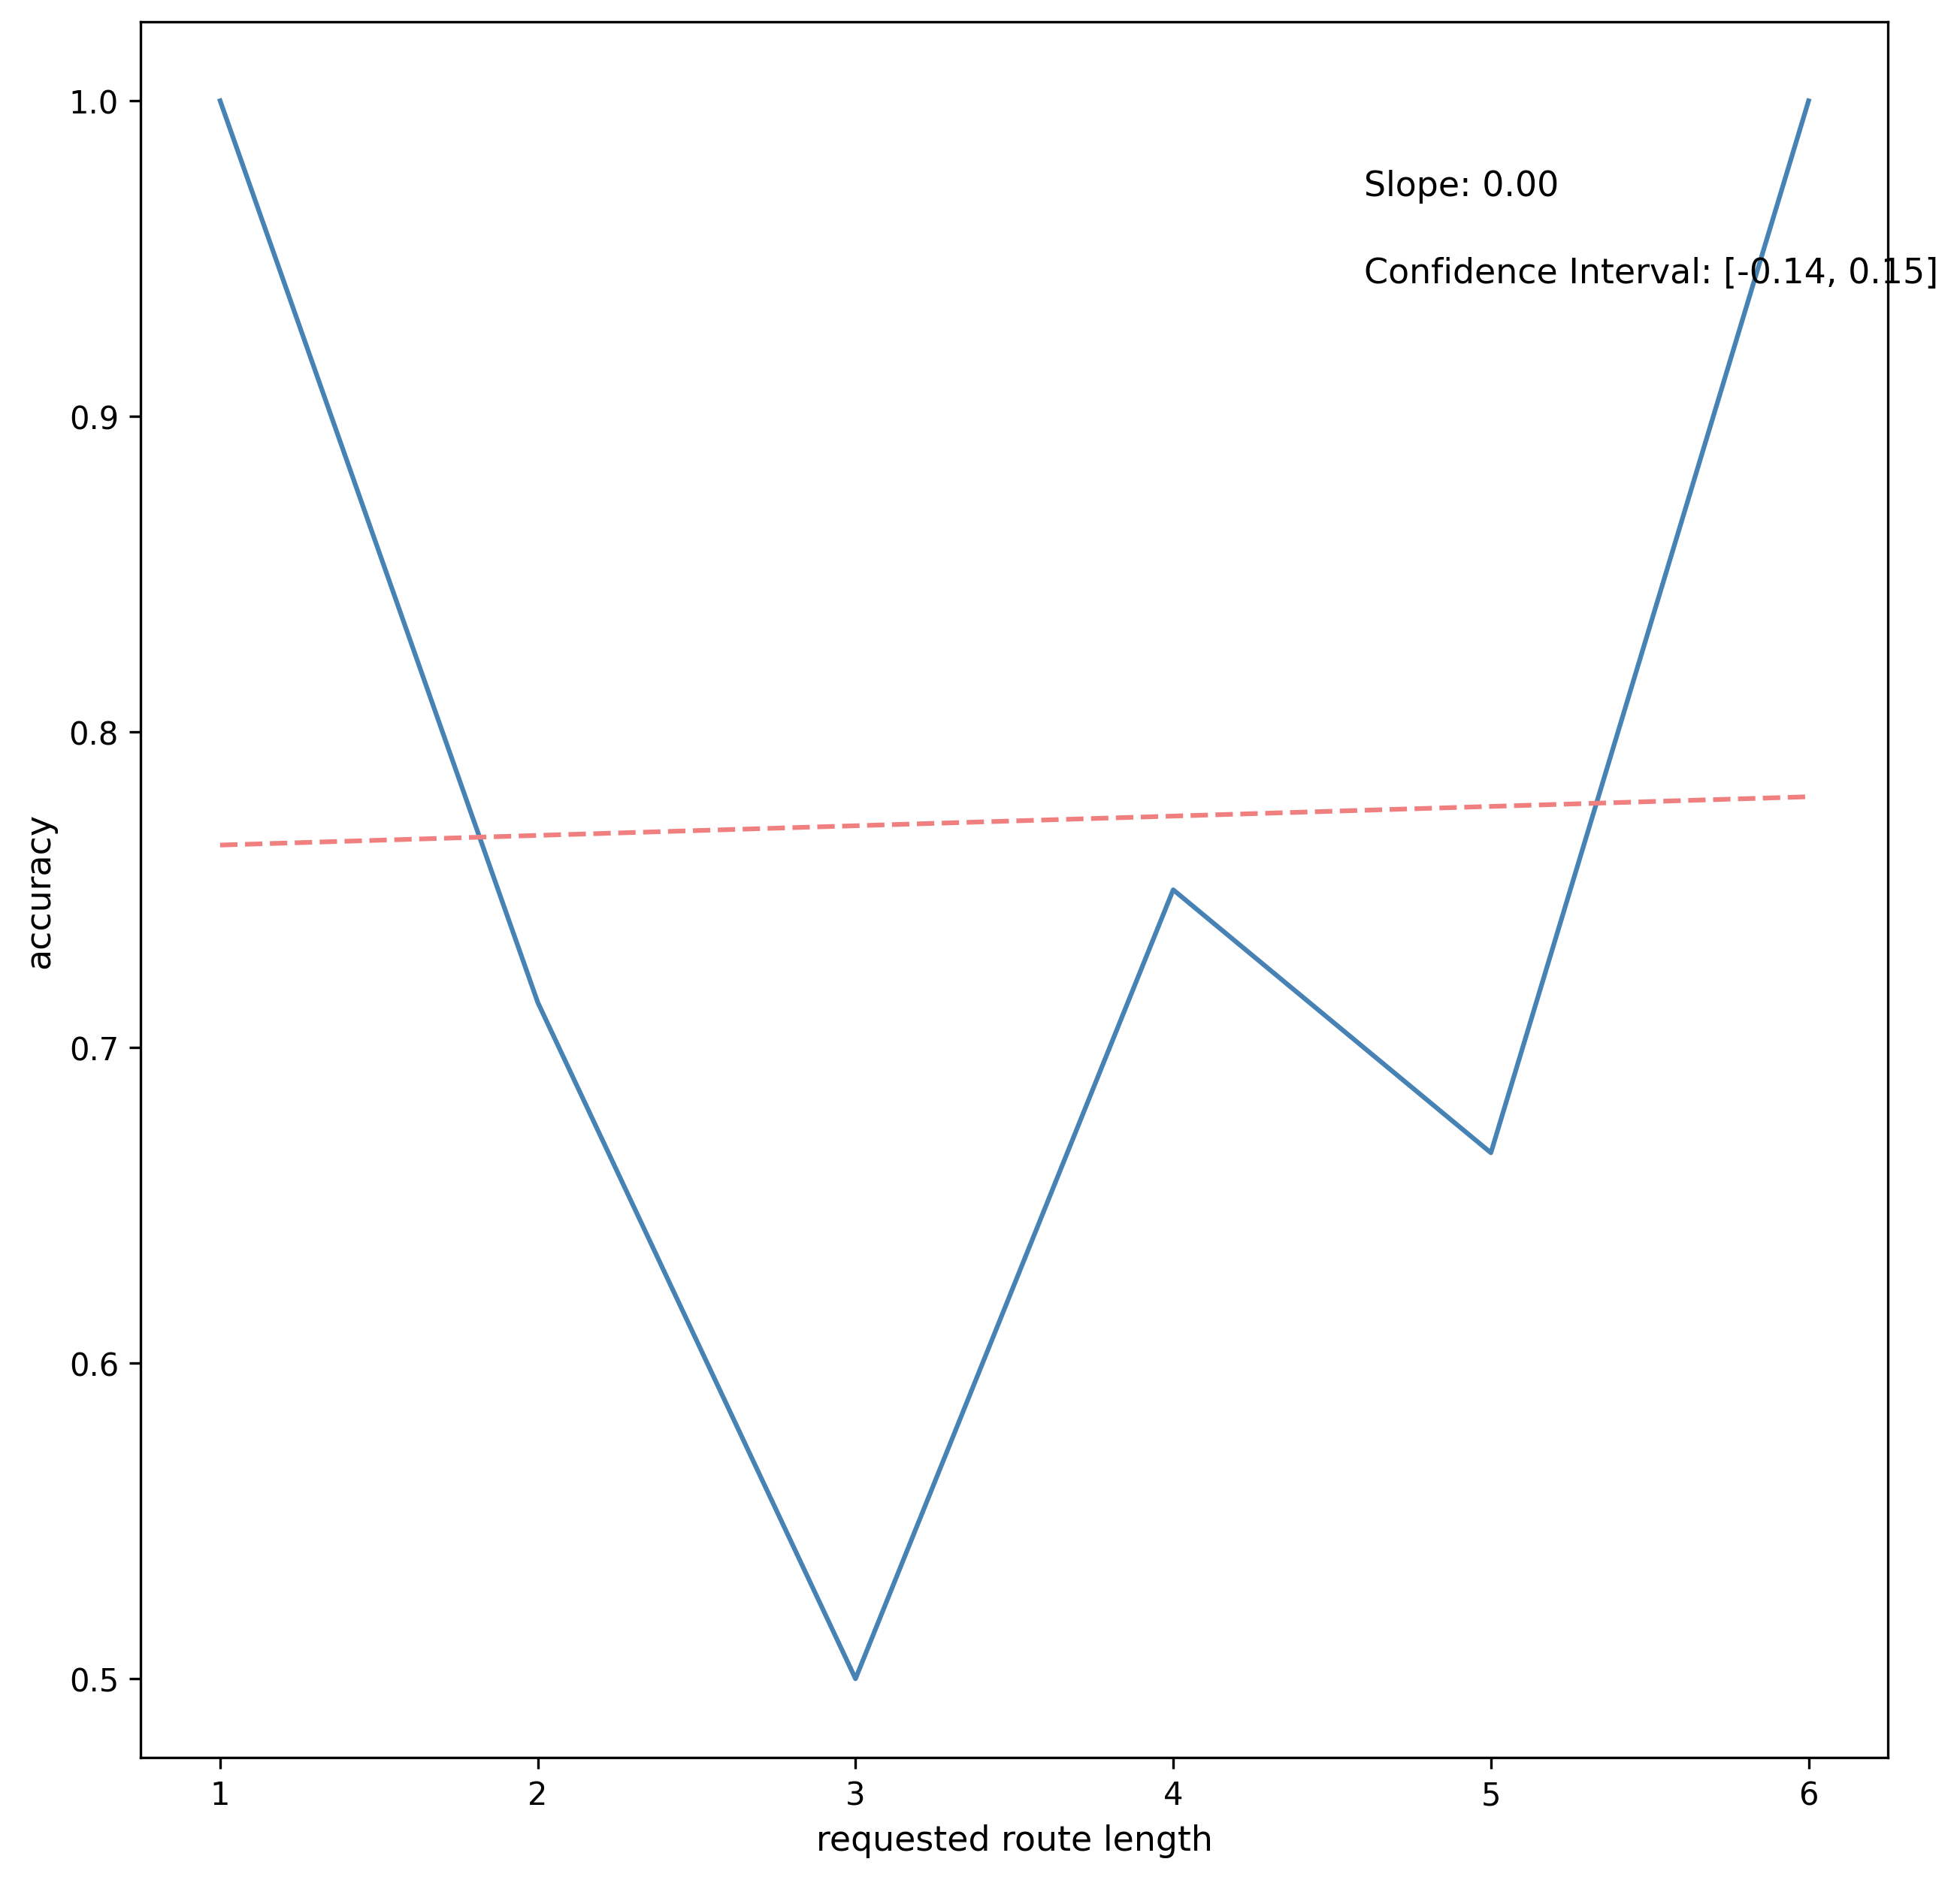 1.0
0.9
0.8
0.7
0.6
0.5
accuracy
Slope: 0.00
Confidence Interval: [-0.14, 0.15]
1 2 3 4 5 6
requested route length